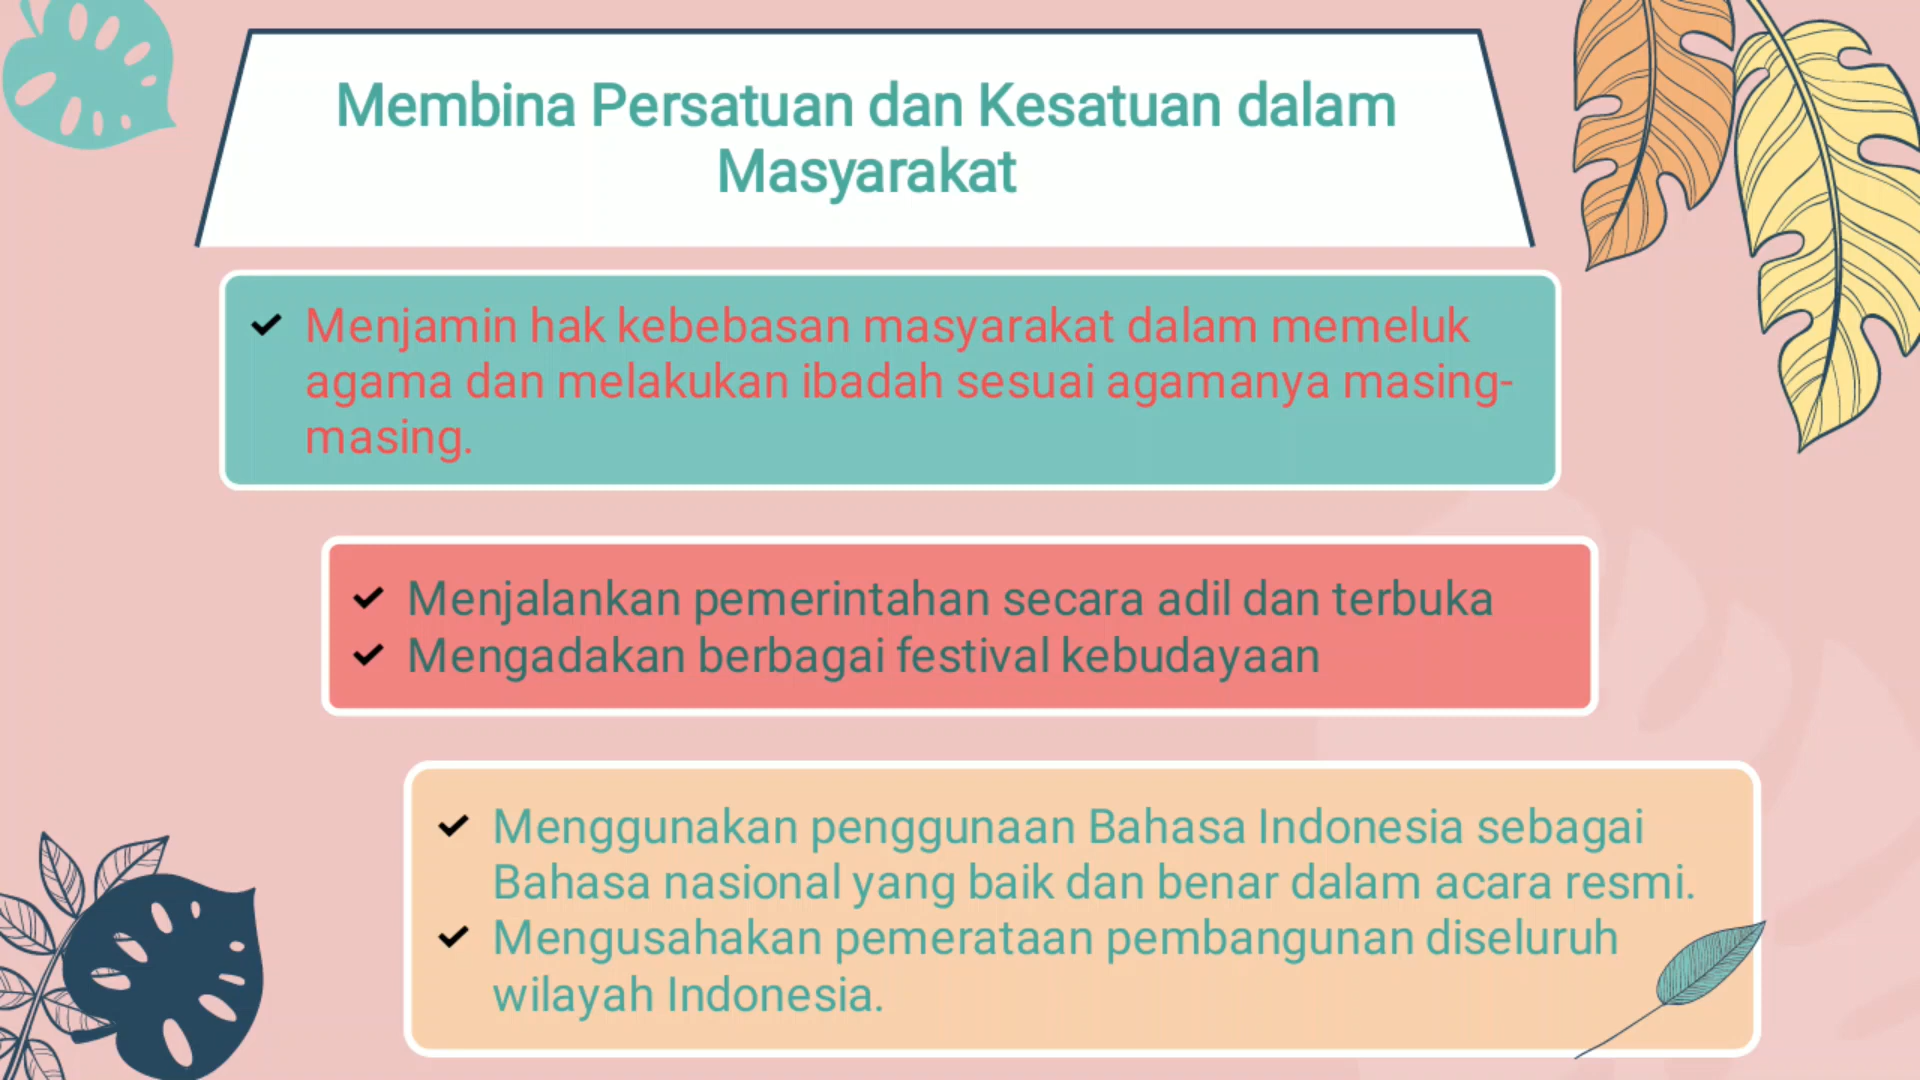 Membina Persatuan dan Kesatuan dalam
Masyarakat
Menjamin hak kebebasan masyarakat dalam memeluk
agama dan melakukan ibadah sesuai agamanya masing-
masing.
Menjalankan pemerintahan secara adil dan terbuka
Mengadakan berbagai festival kebudayaan
Menggunakan penggunaan Bahasa Indonesia sebagai
Bahasa nasional yang baik dan benar dalam acara resmi.
Mengusahakan pemerataan pembangunan diseluruh
wilayah Indonesia.